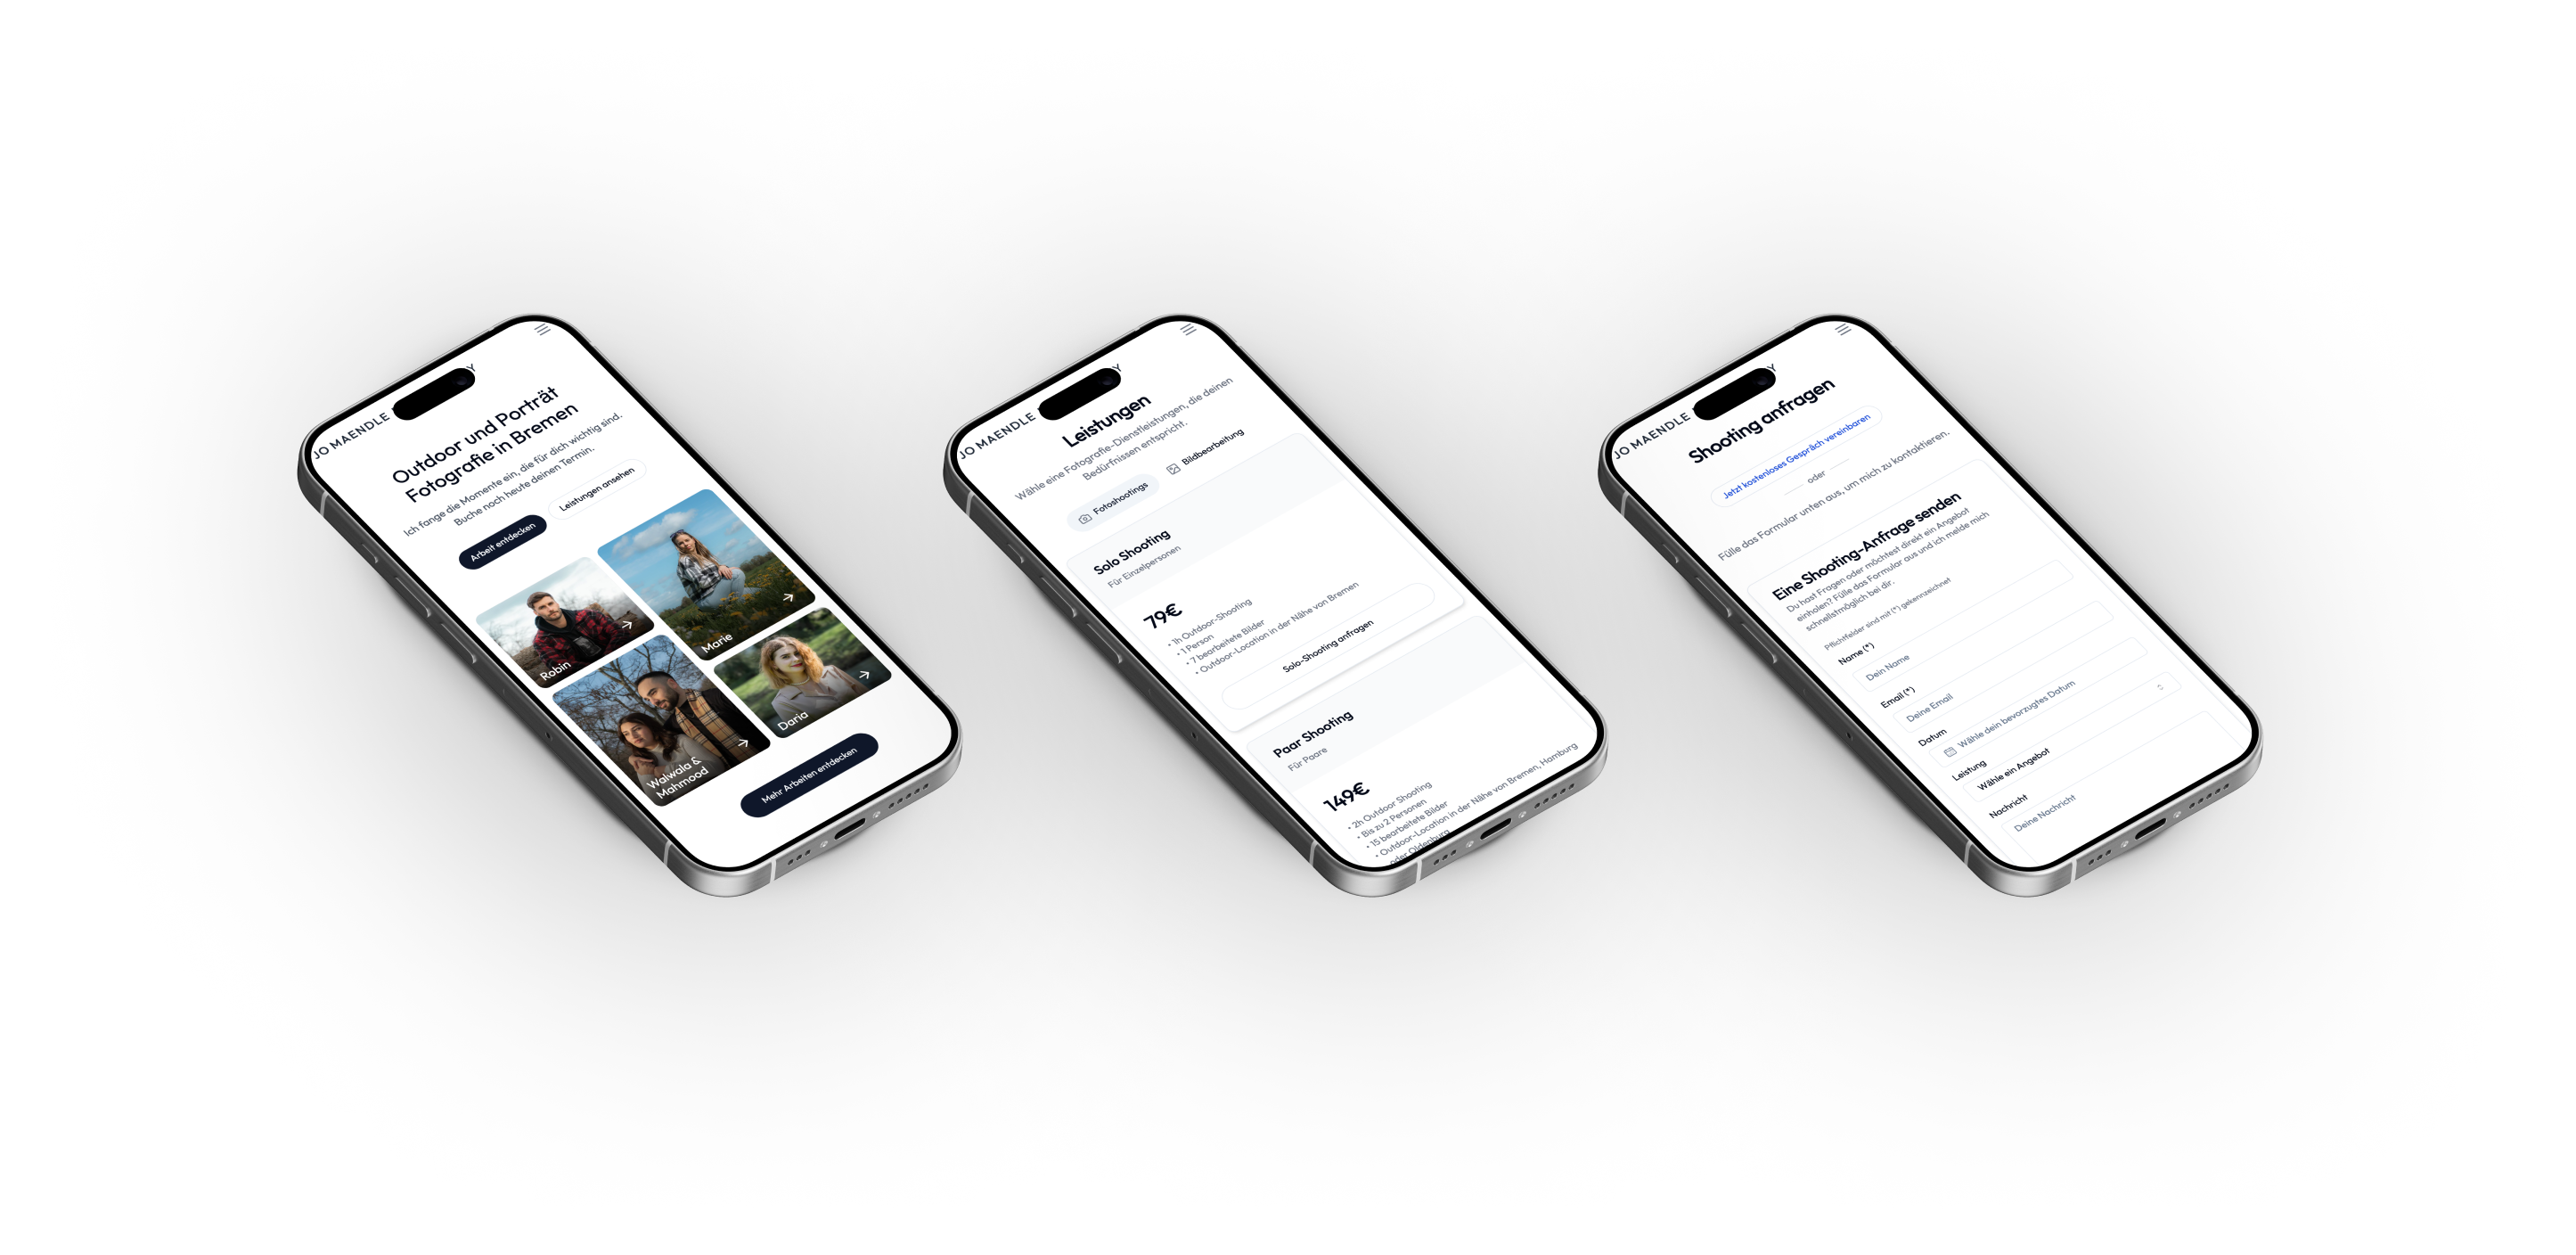 JO MAENDLE
Y
Outdoor und Porträt
Fotografie in Bremen
Ich fange die Momente ein, die für dich wichtig sind.
Buche noch heute deinen Termin.
Arbeit entdecken
Leistungen ansehen
Robin
Marie
Walwala &
Mahmood
Daria
Mehr Arbeiten entdecken
JO MAENDLE
Y
Leistungen
Wähle eine Fotografie-Dienstleistungen, die deinen
Bedürfnissen entspricht.
Fotoshootings
Bildbearbeitung
Solo Shooting
Für Einzelpersonen
79€
• 1h Outdoor-Shooting
• 1 Person
• 7 bearbeitete Bilder
• Outdoor-Location in der Nähe von Bremen
Solo-Shooting anfragen
Paar Shooting
Für Paare
149€
• 2h Outdoor Shooting
• Bis zu 2 Personen
• 15 bearbeitete Bilder
• Outdoor-Location in der Nähe von Bremen, Hamburg
oder Oldenburg
JO MAENDLE
Y
Shooting anfragen
Jetzt kostenloses Gespräch vereinbaren
oder
Fülle das Formular unten aus, um mich zu kontaktieren.
Eine Shooting-Anfrage senden
Du hast Fragen oder möchtest direkt ein Angebot
einholen? Fülle das Formular aus und ich melde mich
schnellstmöglich bei dir.
Pflichtfelder sind mit (*) gekennzeichnet
Name (*)
Dein Name
Email (*)
Deine Email
Datum
Wähle dein bevorzugtes Datum
Leistung
Wähle ein Angebot
Nachricht
Deine Nachricht